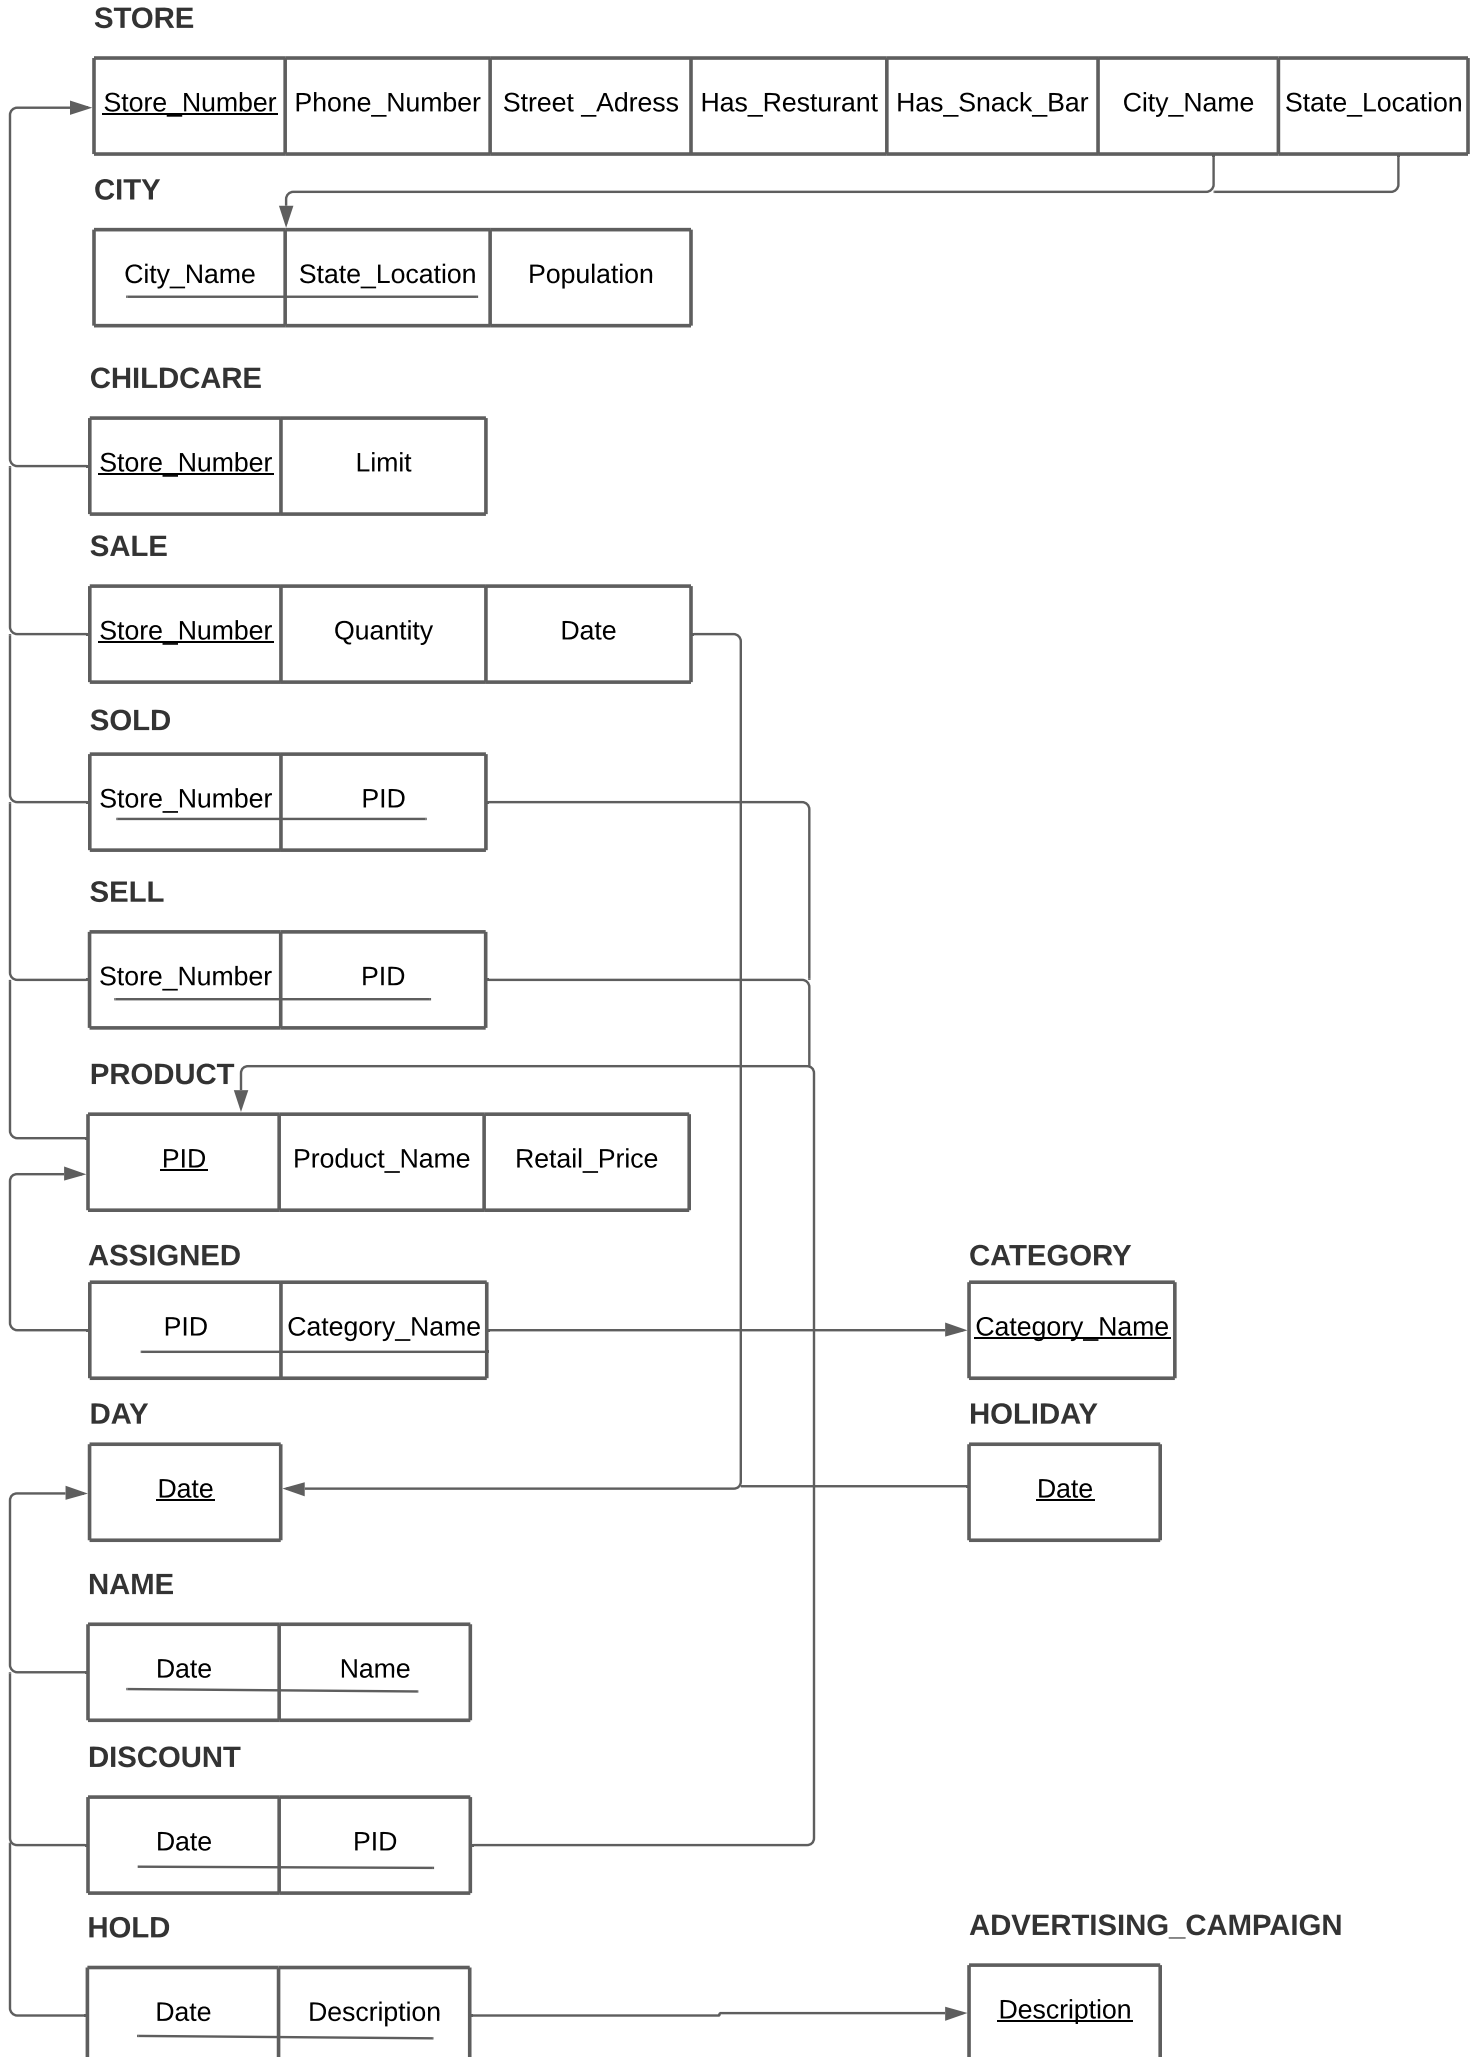 STORE
Store_Number Phone_Number Street _Adress Has_Resturant Has_Snack_Bar City_Name State_Location
CITY
City_Name State_Location Population
CHILDCARE
Store_Number Limit
SALE
Store_Number Quantity Date
SOLD
Store_Number PID
SELL
Store_Number PID
PRODUCT
PID Product_Name Retail_Price
ASSIGNED CATEGORY
PID Category_Name Category_Name
DAY HOLIDAY
Date Date
NAME
Date Name
DISCOUNT
Date PID
HOLD ADVERTISING_CAMPAIGN
Date Description Description